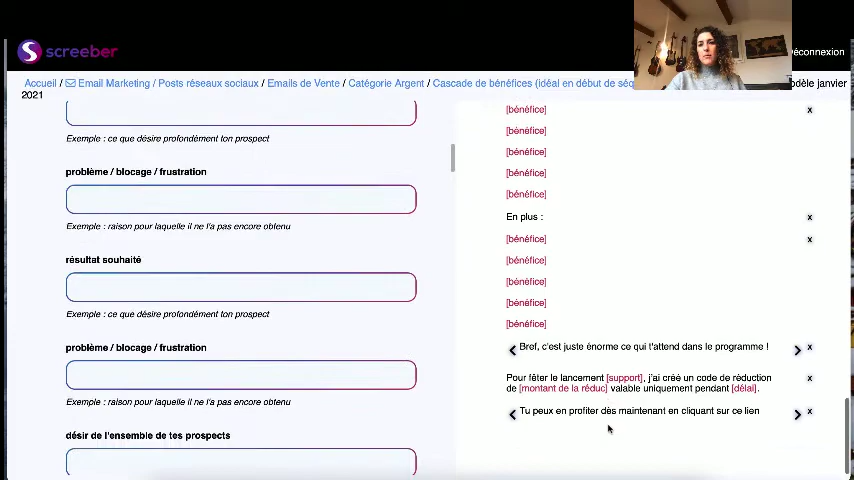 screeber
Déconnexion
Accueil / Email Marketing / Posts réseaux sociaux / Emails de Vente / Catégorie Argent / Cascade de bénéfices (idéal en début de séq
2021
Exemple : ce que désire profondément ton prospect
problème / blocage / frustration
Exemple : raison pour laquelle il ne l'a pas encore obtenu
résultat souhaité
Exemple : ce que désire profondément ton prospect
problème / blocage / frustration
Exemple : raison pour laquelle il ne l'a pas encore obtenu
désir de l'ensemble de tes prospects
janvier
[bénéfice] x
[bénéfice]
[bénéfice]
[bénéfice]
[bénéfice]
En plus : x
[bénéfice] x
[bénéfice]
[bénéfice]
[bénéfice]
[bénéfice]
Bref, c'est juste énorme ce qui t'attend dans le programme ! x
Pour fêter le lancement [support], j'ai créé un code de réduction x
de [montant de la réduc] valable uniquement pendant [délai].
Tu peux en profiter dès maintenant en cliquant sur ce lien x